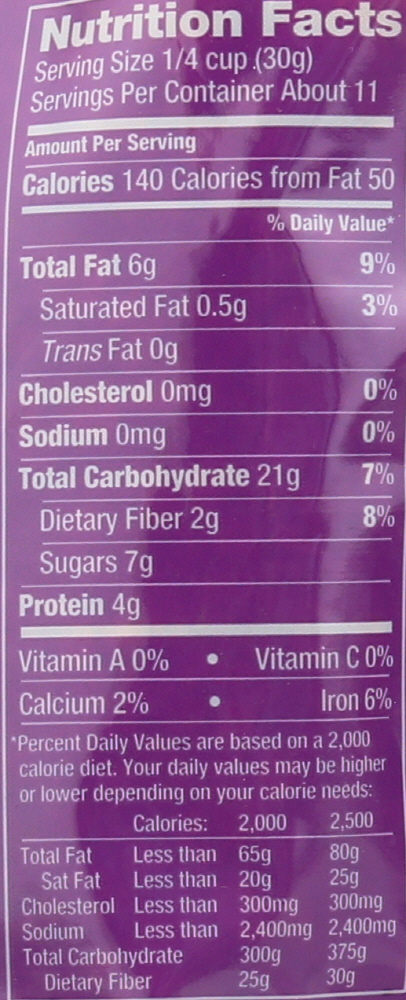 Nutrition Facts
Serving Size 1/4 cup (30g)
Servings Per Container About 11
Amount Per Serving
Calories 140 Calories from Fat 50
% Daily Value*
Total Fat 6g 9%
Saturated Fat 0.5g 3%
Trans Fat 0g
Cholesterol 0mg 0%
Sodium 0mg 0%
Total Carbohydrate 21g 7%
Dietary Fiber 2g 8%
Sugars 7g
Protein 4g
Vitamin A 0% • Vitamin C 0%
Calcium 2% • Iron 6%
*Percent Daily Values are based on a 2,000
calorie diet. Your daily values may be higher
or lower depending on your calorie needs:
Calories: 2,000 2,500
Total Fat Less than 65g 80g
Sat Fat Less than 20g 25g
Cholesterol Less than 300mg 300mg
Sodium Less than 2,400mg 2,400mg
Total Carbohydrate 300g 375g
Dietary Fiber 25g 30g